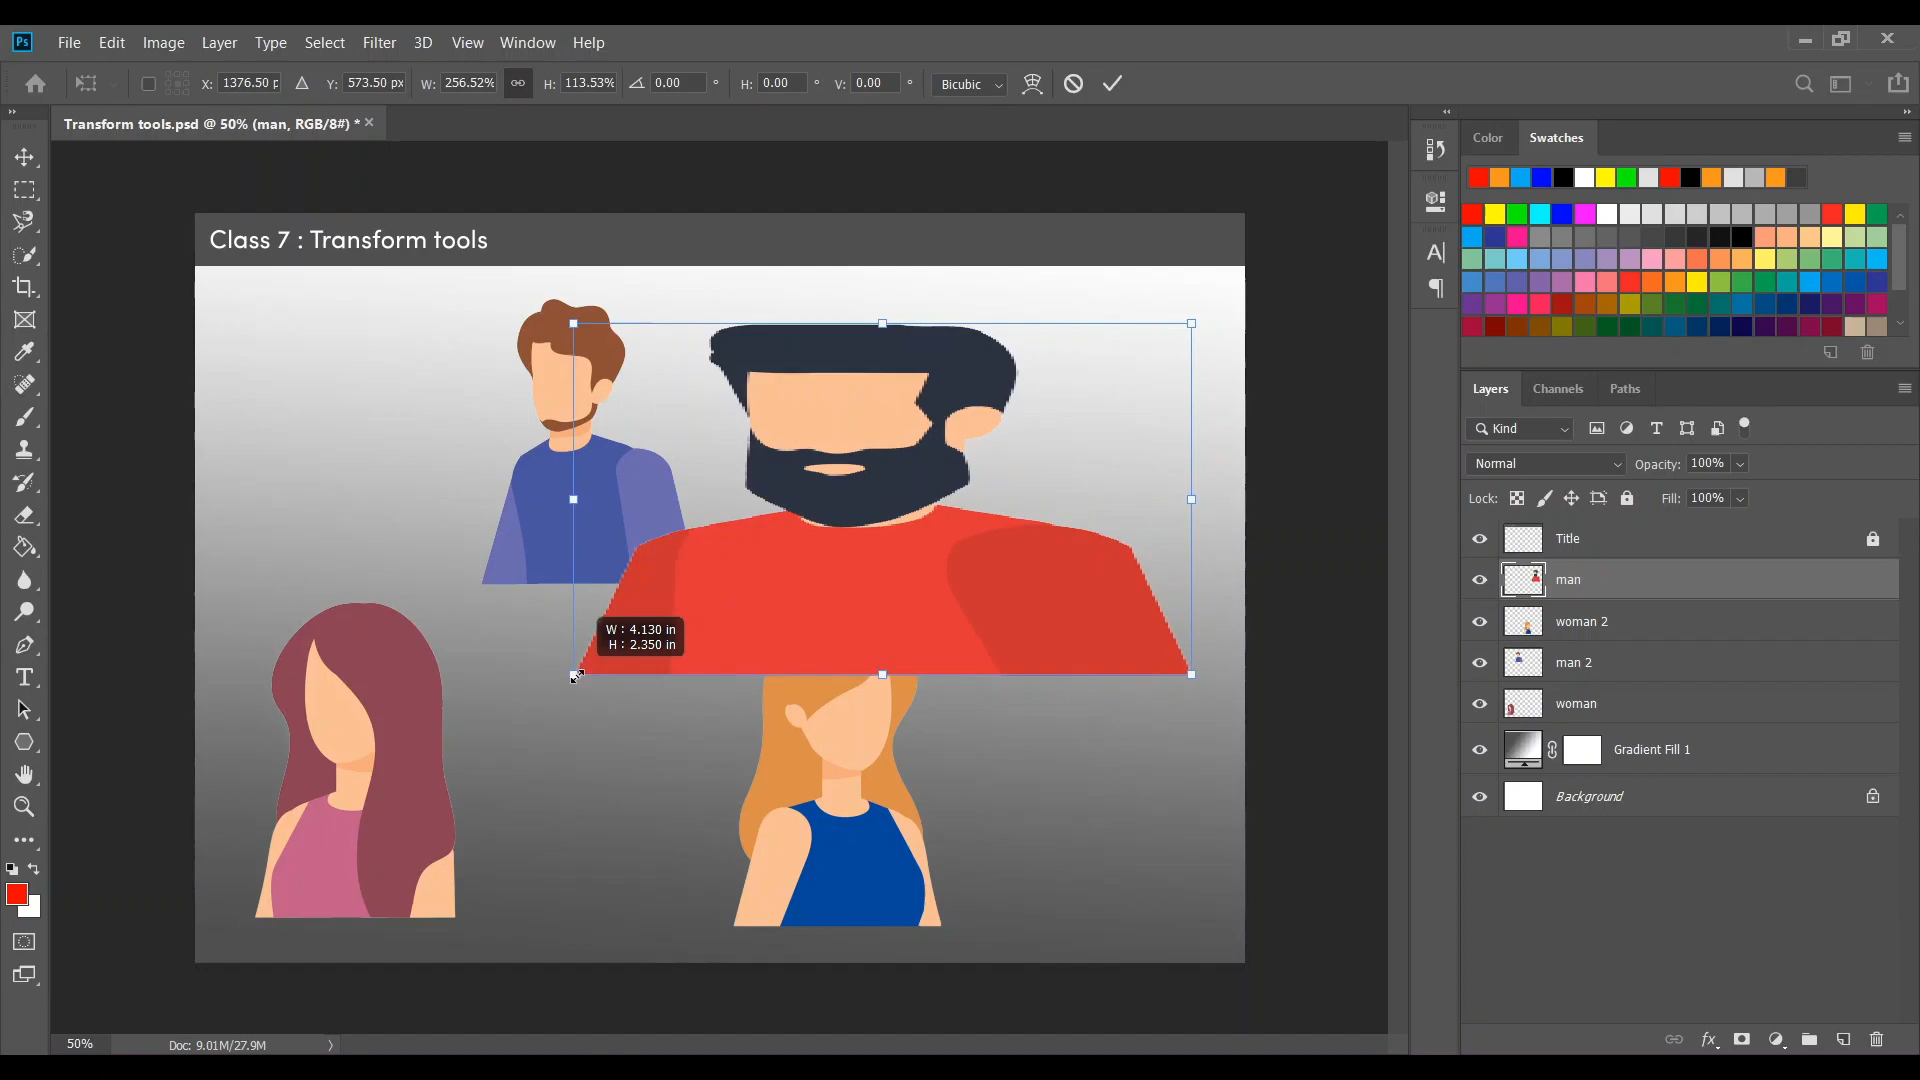 Ps File Edit Image Layer Type Select Filter 3D View Window Help
X: 1376.50 p Y: 573.50 px W: 256.52% H: 113.53% 0.00 ° H: 0.00 ° V: 0.00 ° Bicubic
Transform tools.psd @ 50% (man, RGB/8#) * ×
Color Swatches
Class 7 : Transform tools
W : 4.130 in
H : 2.350 in
Layers Channels Paths
Kind
Normal Opacity: 100%
Lock: Fill: 100%
Title
man
woman 2
man 2
woman
Gradient Fill 1
Background
50% Doc: 9.01M/27.9M
fx